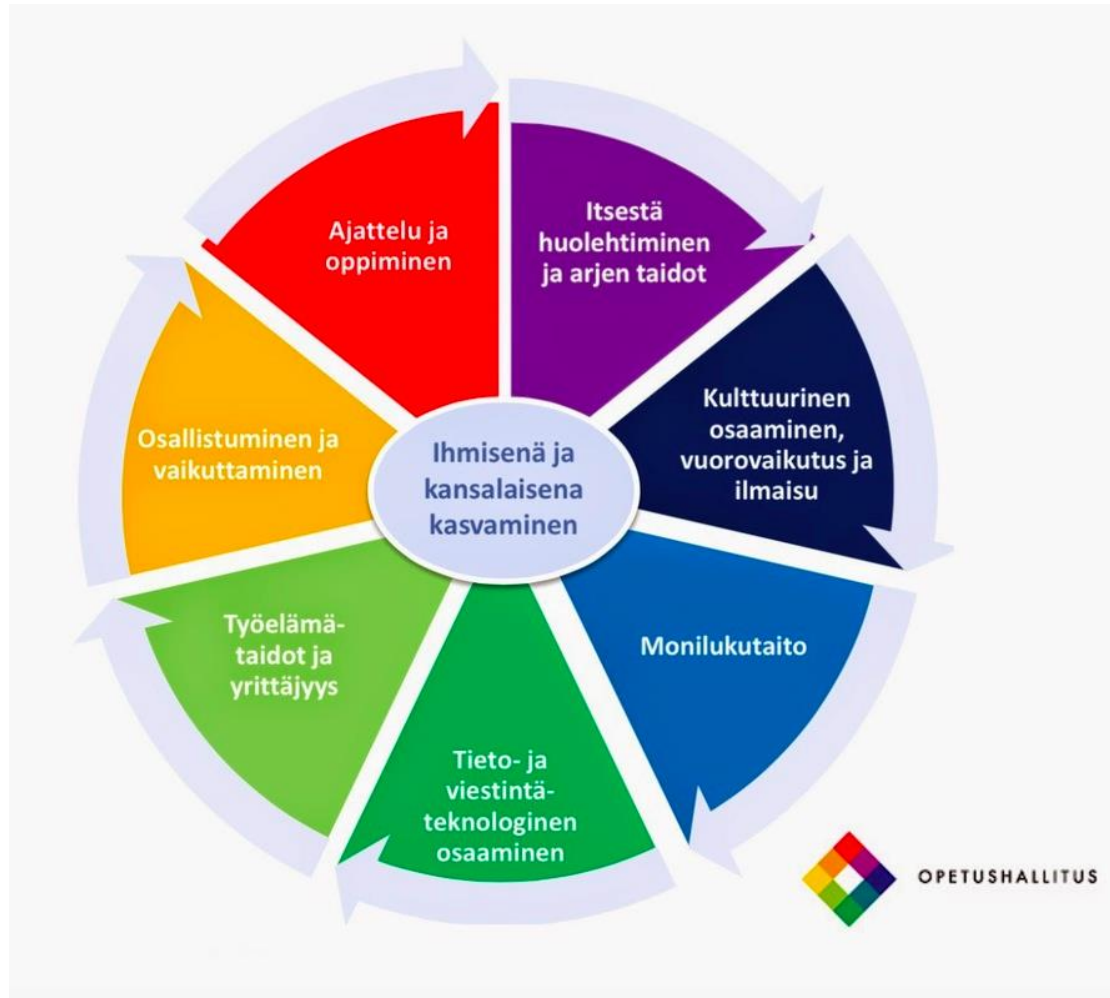 Ajattelu ja
oppiminen
Itsestä
huolehtiminen
ja arjen taidot
Kulttuurinen
osaaminen,
vuorovaikutus ja
ilmaisu
Monilukutaito
Tieto- ja
viestintä-
teknologinen
osaaminen
Työelämä-
taidot ja
yrittäjyys
Osallistuminen ja
vaikuttaminen
Ihmisenä ja
kansalaisena
kasvaminen
OPETUSHALLITUS